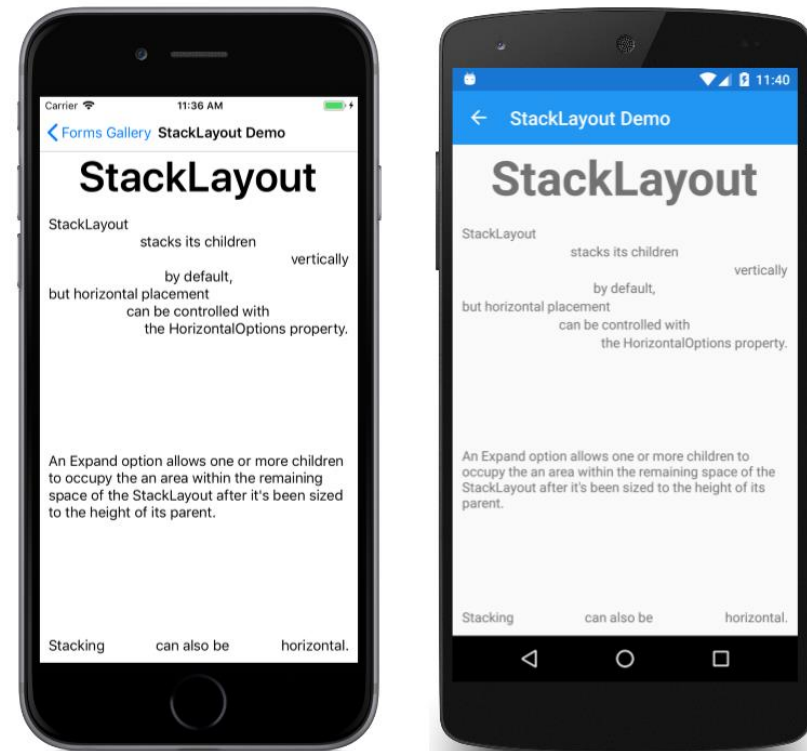 Carrier
11:36 AM
Forms Gallery StackLayout Demo
StackLayout
StackLayout
stacks its children
vertically
by default,
but horizontal placement
can be controlled with
the HorizontalOptions property.
An Expand option allows one or more children
to occupy the an area within the remaining
space of the StackLayout after it's been sized
to the height of its parent.
Stacking can also be horizontal.
11:40
StackLayout Demo
StackLayout
StackLayout
stacks its children
vertically
by default,
but horizontal placement
can be controlled with
the HorizontalOptions property.
An Expand option allows one or more children to
occupy the an area within the remaining space of the
StackLayout after it's been sized to the height of its
parent.
Stacking can also be horizontal.